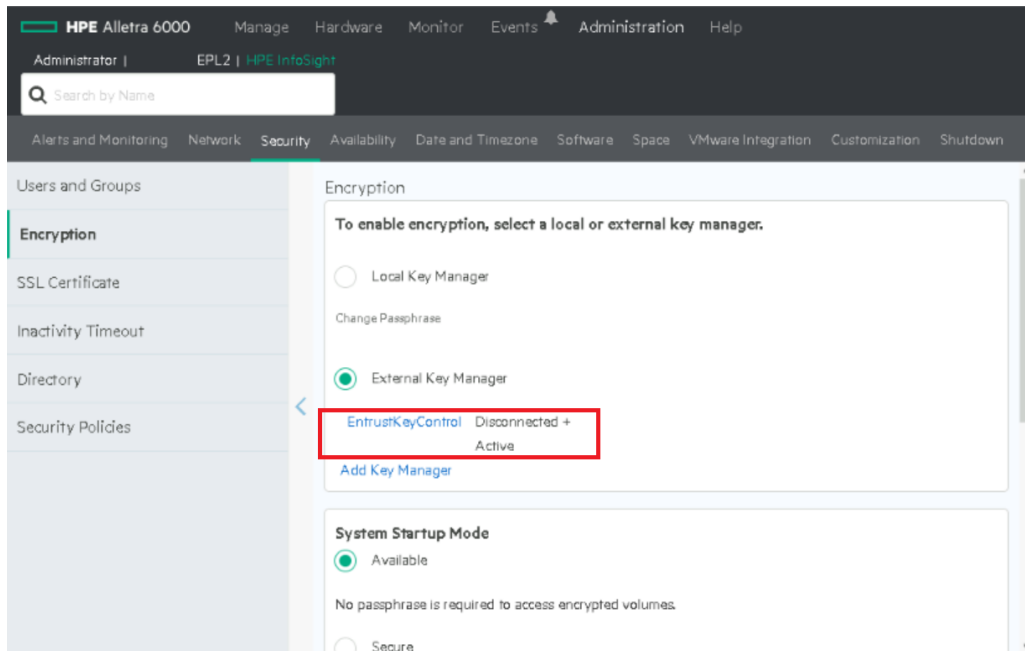 HPE Alletra 6000 Manage Hardware Monitor Events Administration Help
Administrator | EPL2 | HPE InfoSight
Search by Name
Alerts and Monitoring Network Security Availability Date and Timezone Software Space VMware Integration Customization Shutdown
Users and Groups
Encryption
SSL Certificate
Inactivity Timeout
Directory
Security Policies
Encryption
To enable encryption, select a local or external key manager.
Local Key Manager
Change Passphrase
External Key Manager
EntrustKeyControl Disconnected +
Active
Add Key Manager
System Startup Mode
Available
No passphrase is required to access encrypted volumes.
Secure